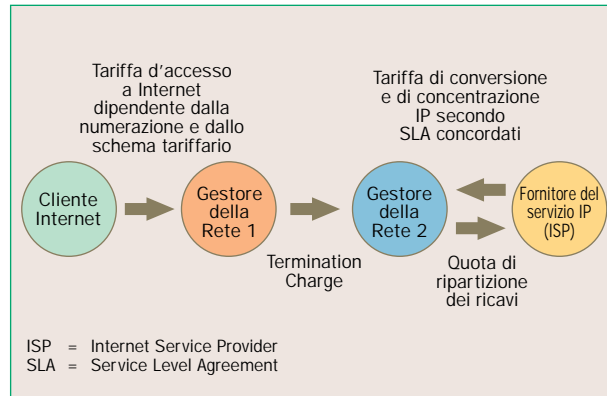 Tariffa d'accesso
a Internet
dipendente dalla
numerazione e dallo
schema tariffario
Tariffa di conversione
e di concentrazione
IP secondo
SLA concordati
Cliente
Internet
Gestore
della
Rete 1
Gestore
della
Rete 2
Fornitore del
servizio IP
(ISP)
Termination
Charge
Quota di
ripartizione
dei ricavi
ISP = Internet Service Provider
SLA = Service Level Agreement